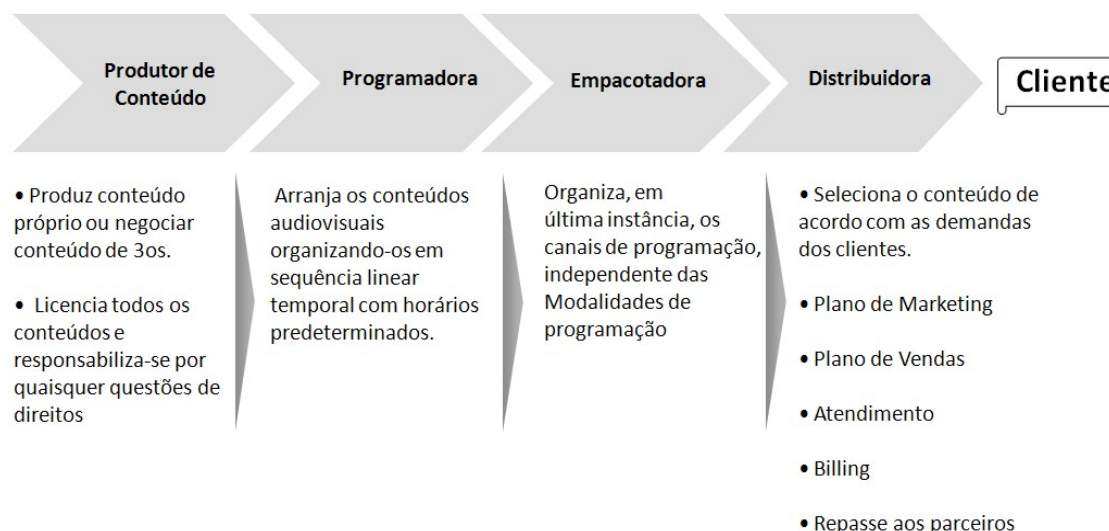 Produtor de
Conteúdo
Programadora
Empacotadora
Distribuidora
Cliente
• Produz conteúdo
próprio ou negociar
conteúdo de 3os.
• Licencia todos os
conteúdos e
responsabiliza-se por
quaisquer questões de
direitos
Arranja os conteúdos
audiovisuais
organizando-os em
sequência linear
temporal com horários
predeterminados.
Organiza, em
última instância, os
canais de programação,
independente das
Modalidades de
programação
• Seleciona o conteúdo de
acordo com as demandas
dos clientes.
• Plano de Marketing
• Plano de Vendas
• Atendimento
• Billing
• Repasse aos parceiros